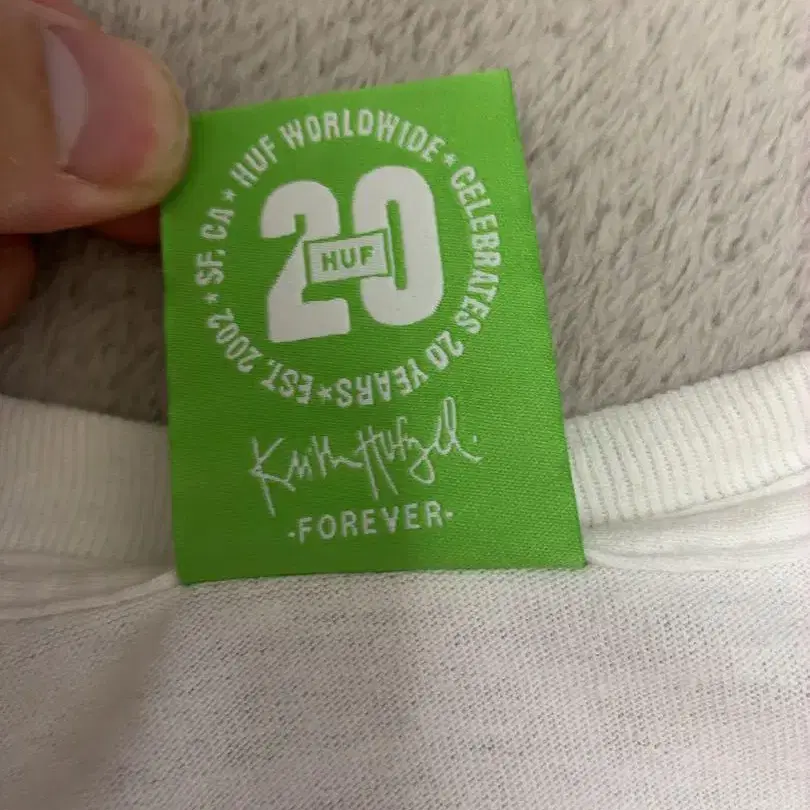 HUF WORLDWIDE ★ CELEBRATES 20 YEARS ★ EST. 2002 ★ SF. CA ★
20
HUF
Keith Hufnagel.
·FOREVER·